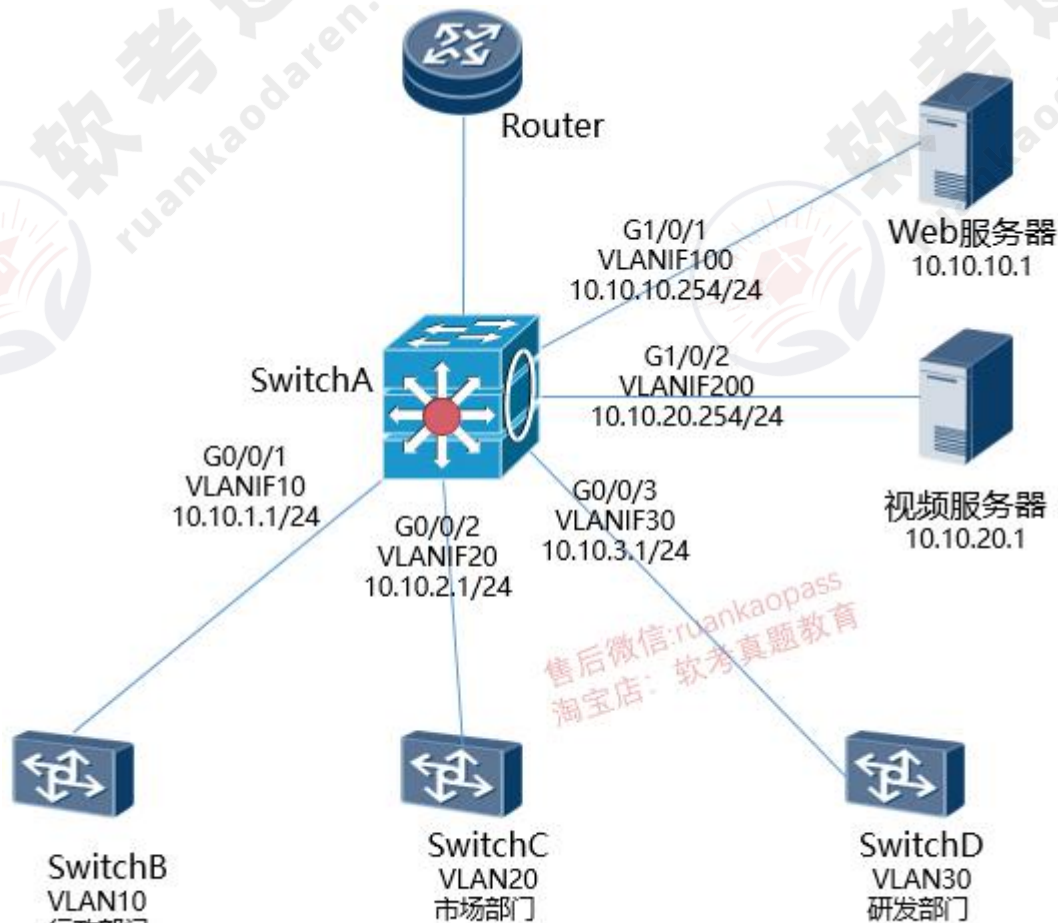 Router
G1/0/1
VLANIF100
10.10.10.254/24
Web服务器
10.10.10.1
SwitchA
G1/0/2
VLANIF200
10.10.20.254/24
视频服务器
10.10.20.1
G0/0/1
VLANIF10
10.10.1.1/24
G0/0/2
VLANIF20
10.10.2.1/24
G0/0/3
VLANIF30
10.10.3.1/24
售后微信:ruankaopass
淘宝店：软考真题教育
SwitchB
VLAN10
SwitchC
VLAN20
市场部门
SwitchD
VLAN30
研发部门
软考达
ruankaodaren.